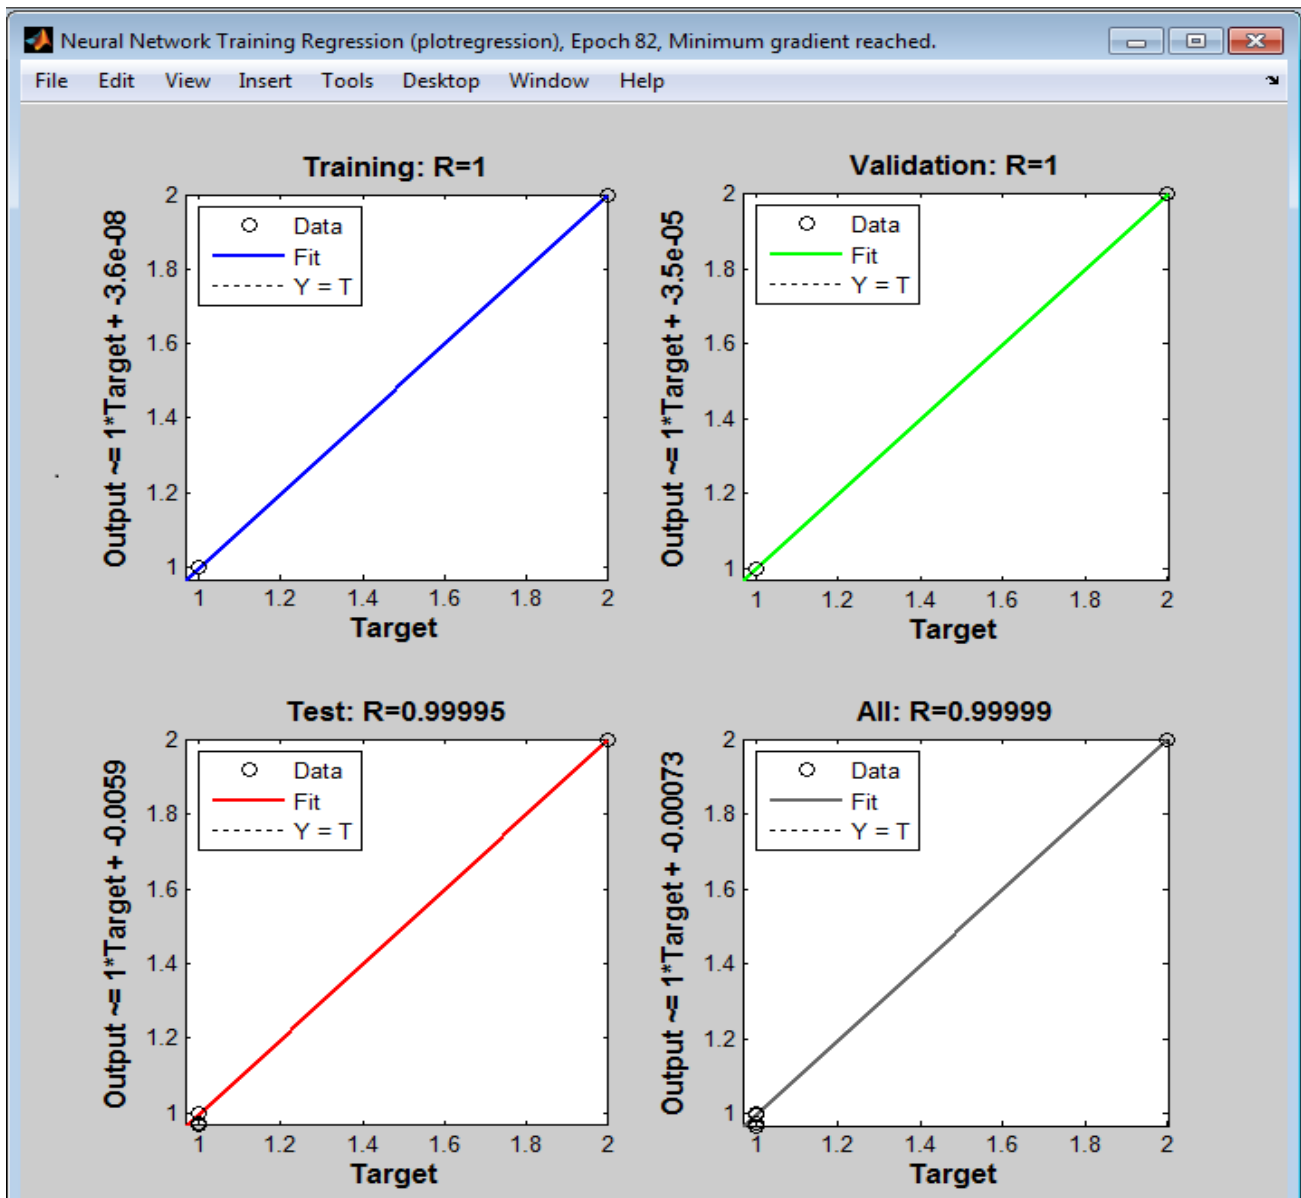 Neural Network Training Regression (plotregression), Epoch 82, Minimum gradient reached.
File Edit View Insert Tools Desktop Window Help
Training: R=1
Output ~= 1*Target + -3.6e-08
Data
Fit
Y = T
2
1.8
1.6
1.4
1.2
1
1 1.2 1.4 1.6 1.8 2
Target
Validation: R=1
Output ~= 1*Target + -3.5e-05
Data
Fit
Y = T
2
1.8
1.6
1.4
1.2
1
1 1.2 1.4 1.6 1.8 2
Target
Test: R=0.99995
Output ~= 1*Target + -0.0059
Data
Fit
Y = T
2
1.8
1.6
1.4
1.2
1
1 1.2 1.4 1.6 1.8 2
Target
All: R=0.99999
Output ~= 1*Target + -0.00073
Data
Fit
Y = T
2
1.8
1.6
1.4
1.2
1
1 1.2 1.4 1.6 1.8 2
Target